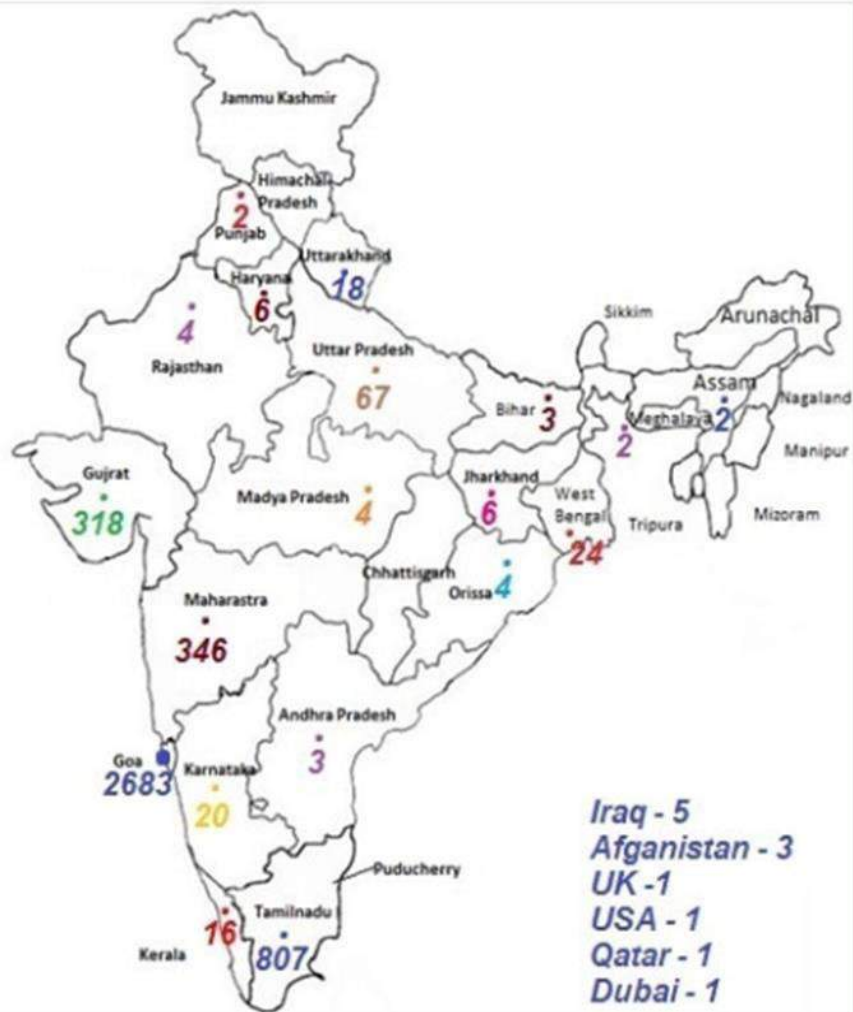 Jammu Kashmir
Himachal
Pradesh
2
Punjab
Uttarakhand
18
Haryana
6
4
Rajasthan
Uttar Pradesh
67
Sikkim
Arunachal
Assam
2
Nagaland
Meghalaya
2
Manipur
Bihar 3
Gujrat
318
Madya Pradesh
4
Jharkhand
6
West
Bengal
24
Tripura
Mizoram
Chhattisgarh
Orissa 4
Maharastra
346
Andhra Pradesh
3
Goa
2683
Karnataka
20
Puducherry
Tamilnadu
807
16
Kerala
Iraq - 5
Afganistan - 3
UK -1
USA - 1
Qatar - 1
Dubai - 1